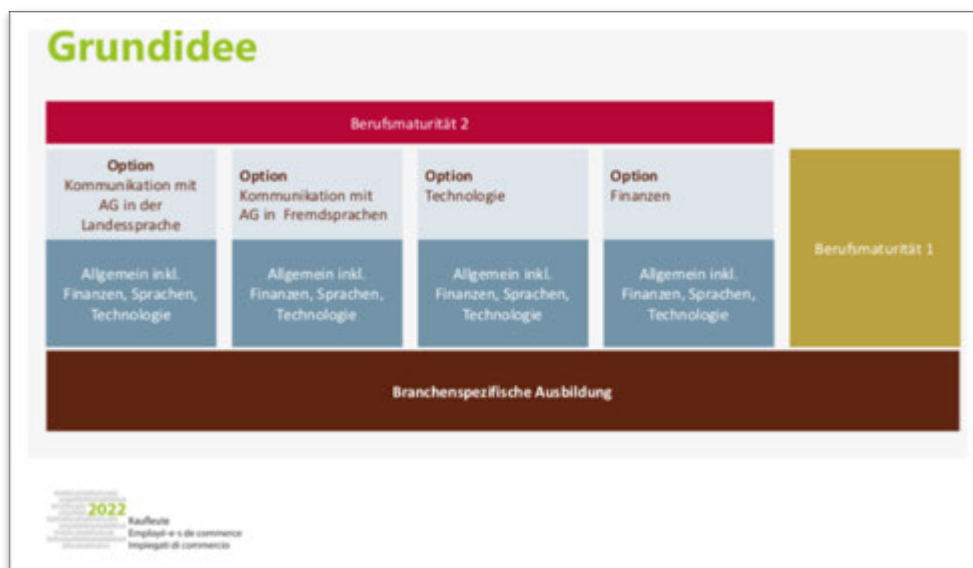 Grundidee
Berufsmaturität 2
Option
Kommunikation mit
AG in der
Landessprache
Option
Kommunikation mit
AG in Fremdsprachen
Option
Technologie
Option
Finanzen
Berufsmaturität 1
Allgemein inkl.
Finanzen, Sprachen,
Technologie
Allgemein inkl.
Finanzen, Sprachen,
Technologie
Allgemein inkl.
Finanzen, Sprachen,
Technologie
Allgemein inkl.
Finanzen, Sprachen,
Technologie
Branchenspezifische Ausbildung
2022
Kaufleute
Employé·e·s de commerce
Impiegati di commercio